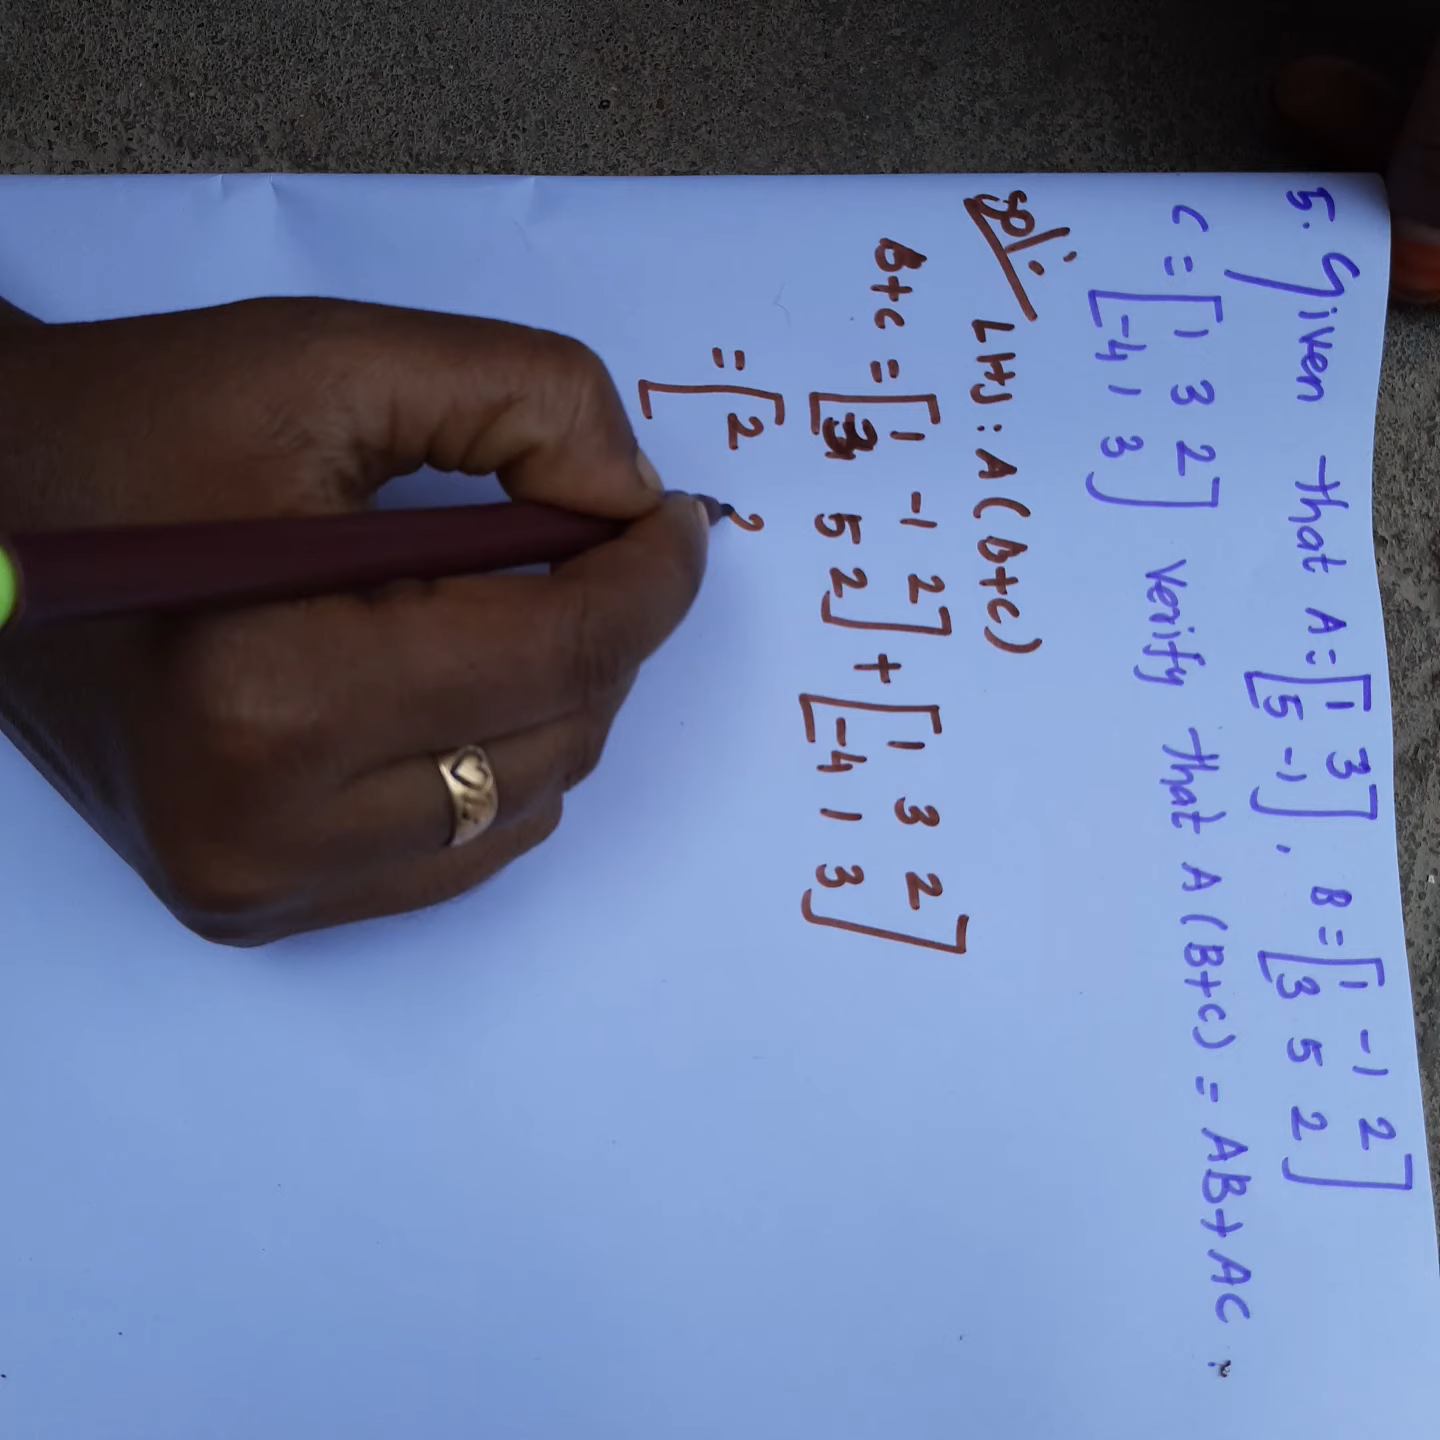 5. Given that A = [1 3], B = [1 -1 2]
[5 -1] [3 5 2]
C = [1 3 2] Verify that A(B+C) = AB + AC.
[-4 1 3]
Soln: LHS: A(B+C)
B+C = [1 -1 2] + [1 3 2]
[3 5 2] [-4 1 3]
= [2 2